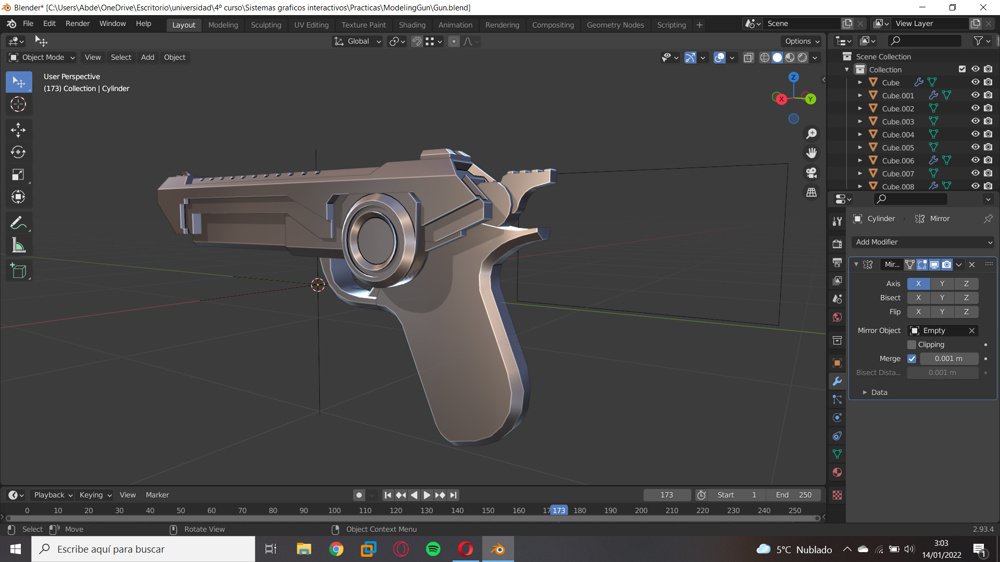 Blender* [C:\Users\Abde\OneDrive\Escritorio\universidad\4º curso\Sistemas graficos interactivos\Practicas\ModelingGun\Gun.blend]
File Edit Render Window Help Layout Modeling Sculpting UV Editing Texture Paint Shading Animation Rendering Compositing Geometry Nodes Scripting + Scene View Layer
Global Options
Object Mode View Select Add Object
User Perspective
(173) Collection | Cylinder
Z
X
Y
Scene Collection
Collection
Cube
Cube.001
Cube.002
Cube.003
Cube.004
Cube.005
Cube.006
Cube.007
Cube.008
Cylinder Mirror
Add Modifier
Mir...
Axis X Y Z
Bisect X Y Z
Flip X Y Z
Mirror Object Empty
Clipping
Merge 0.001 m
Bisect Dista... 0.001 m
Data
Playback Keying View Marker 173 Start 1 End 250
0 10 20 30 40 50 60 70 80 90 100 110 120 130 140 150 160 17 173 180 190 200 210 220 230 240 250
Select Move Rotate View Object Context Menu 2.93.4
Escribe aquí para buscar
5°C Nublado
3:03
14/01/2022
1